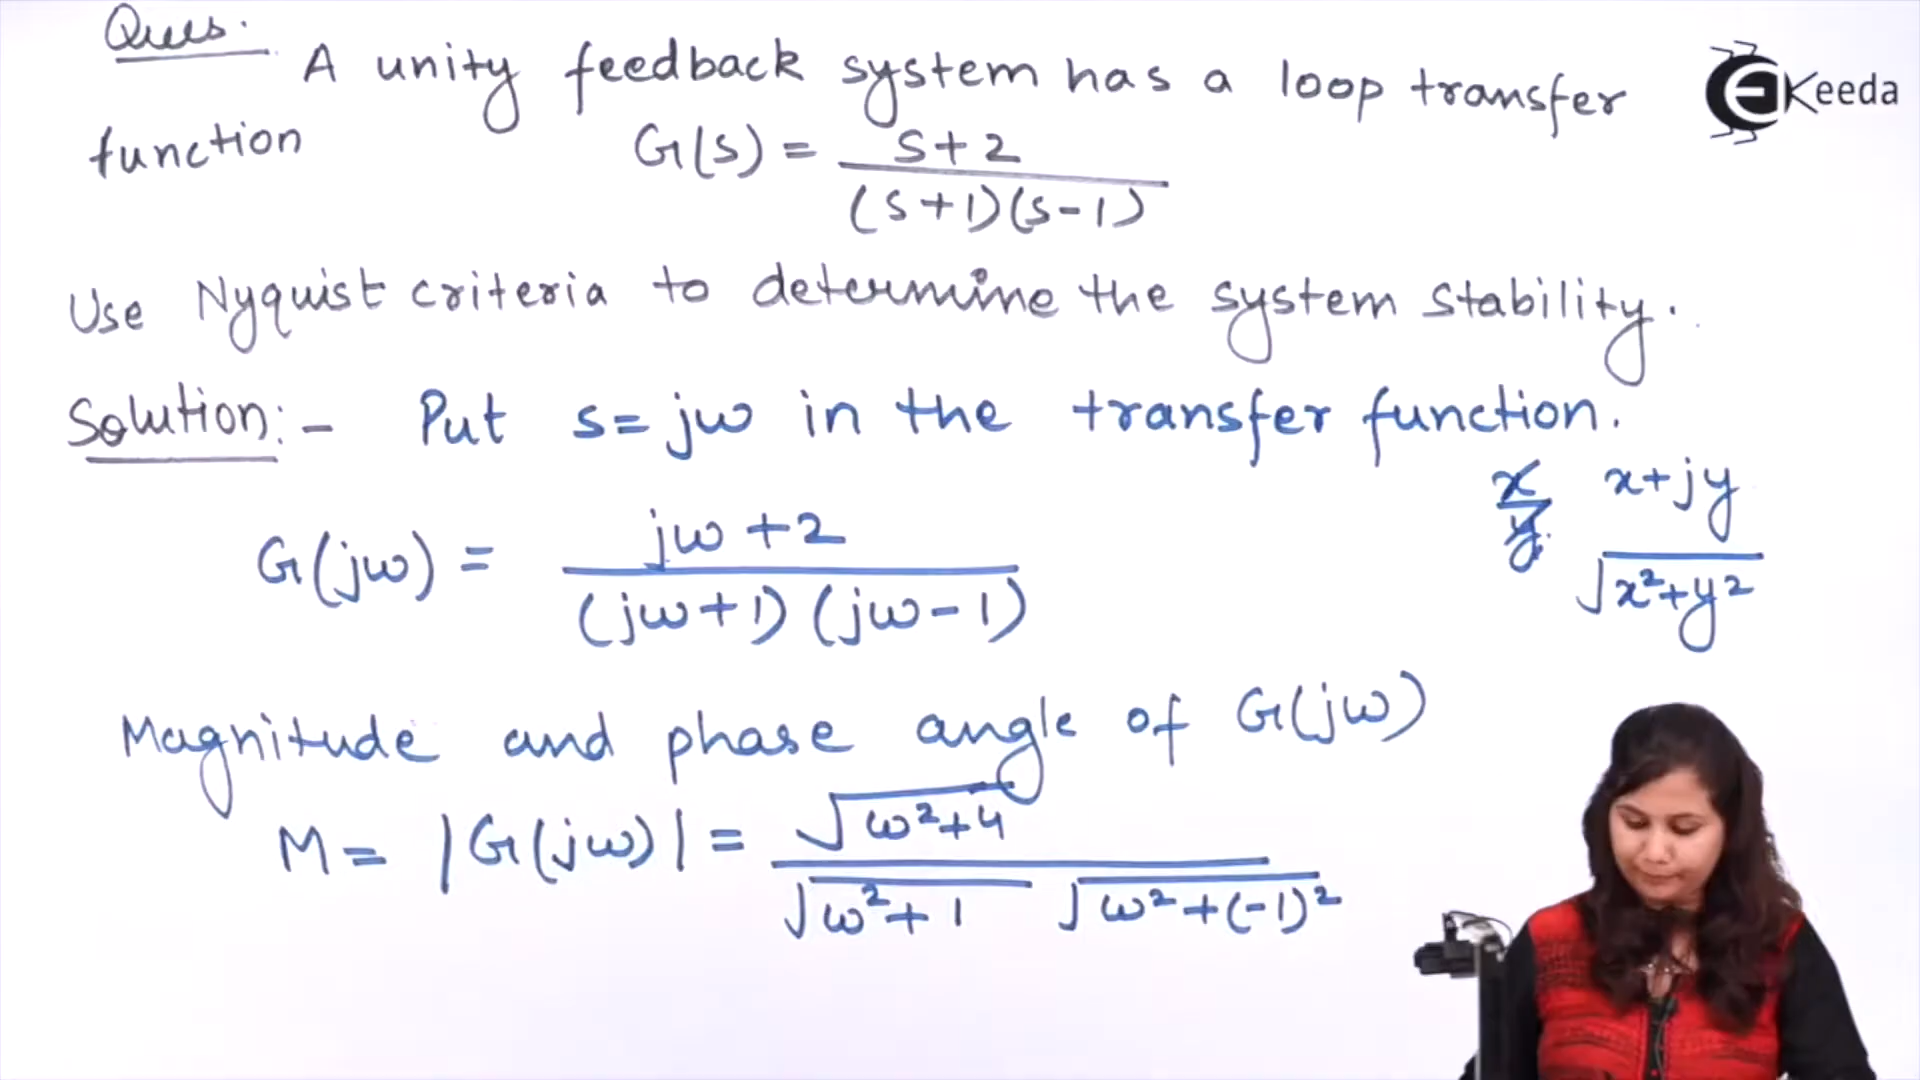 Ques.
A unity feedback system has a loop transfer
function G(s) = s+2 / (s+1)(s-1)
EKeeda
Use Nyquist criteria to determine the system stability.
Solution:- Put s=jω in the transfer function.
x/y x+jy
√x²+y²
G(jω) = jω+2 / (jω+1)(jω-1)
Magnitude and phase angle of G(jω)
M = |G(jω)| = √ω²+4 / √ω²+1 √ω²+(-1)²